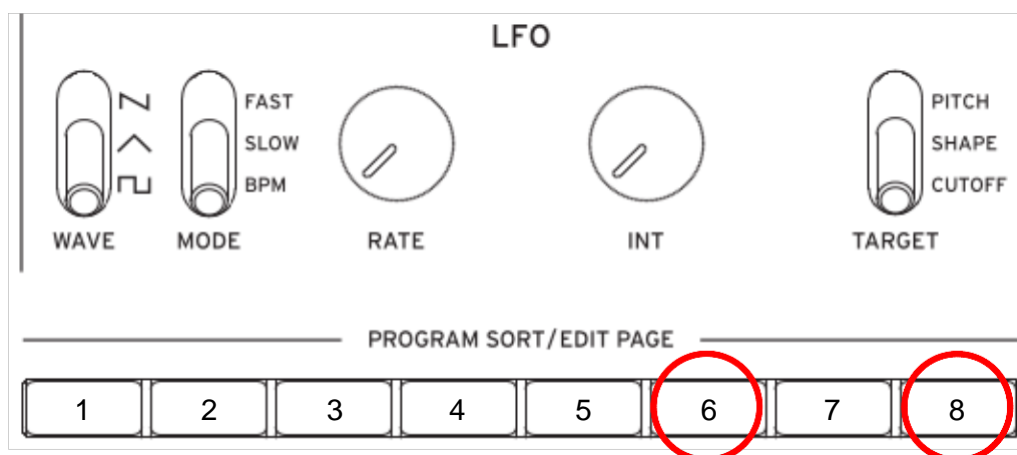 LFO
FAST
SLOW
BPM
PITCH
SHAPE
CUTOFF
WAVE MODE RATE INT TARGET
PROGRAM SORT/EDIT PAGE
1 2 3 4 5 6 7 8